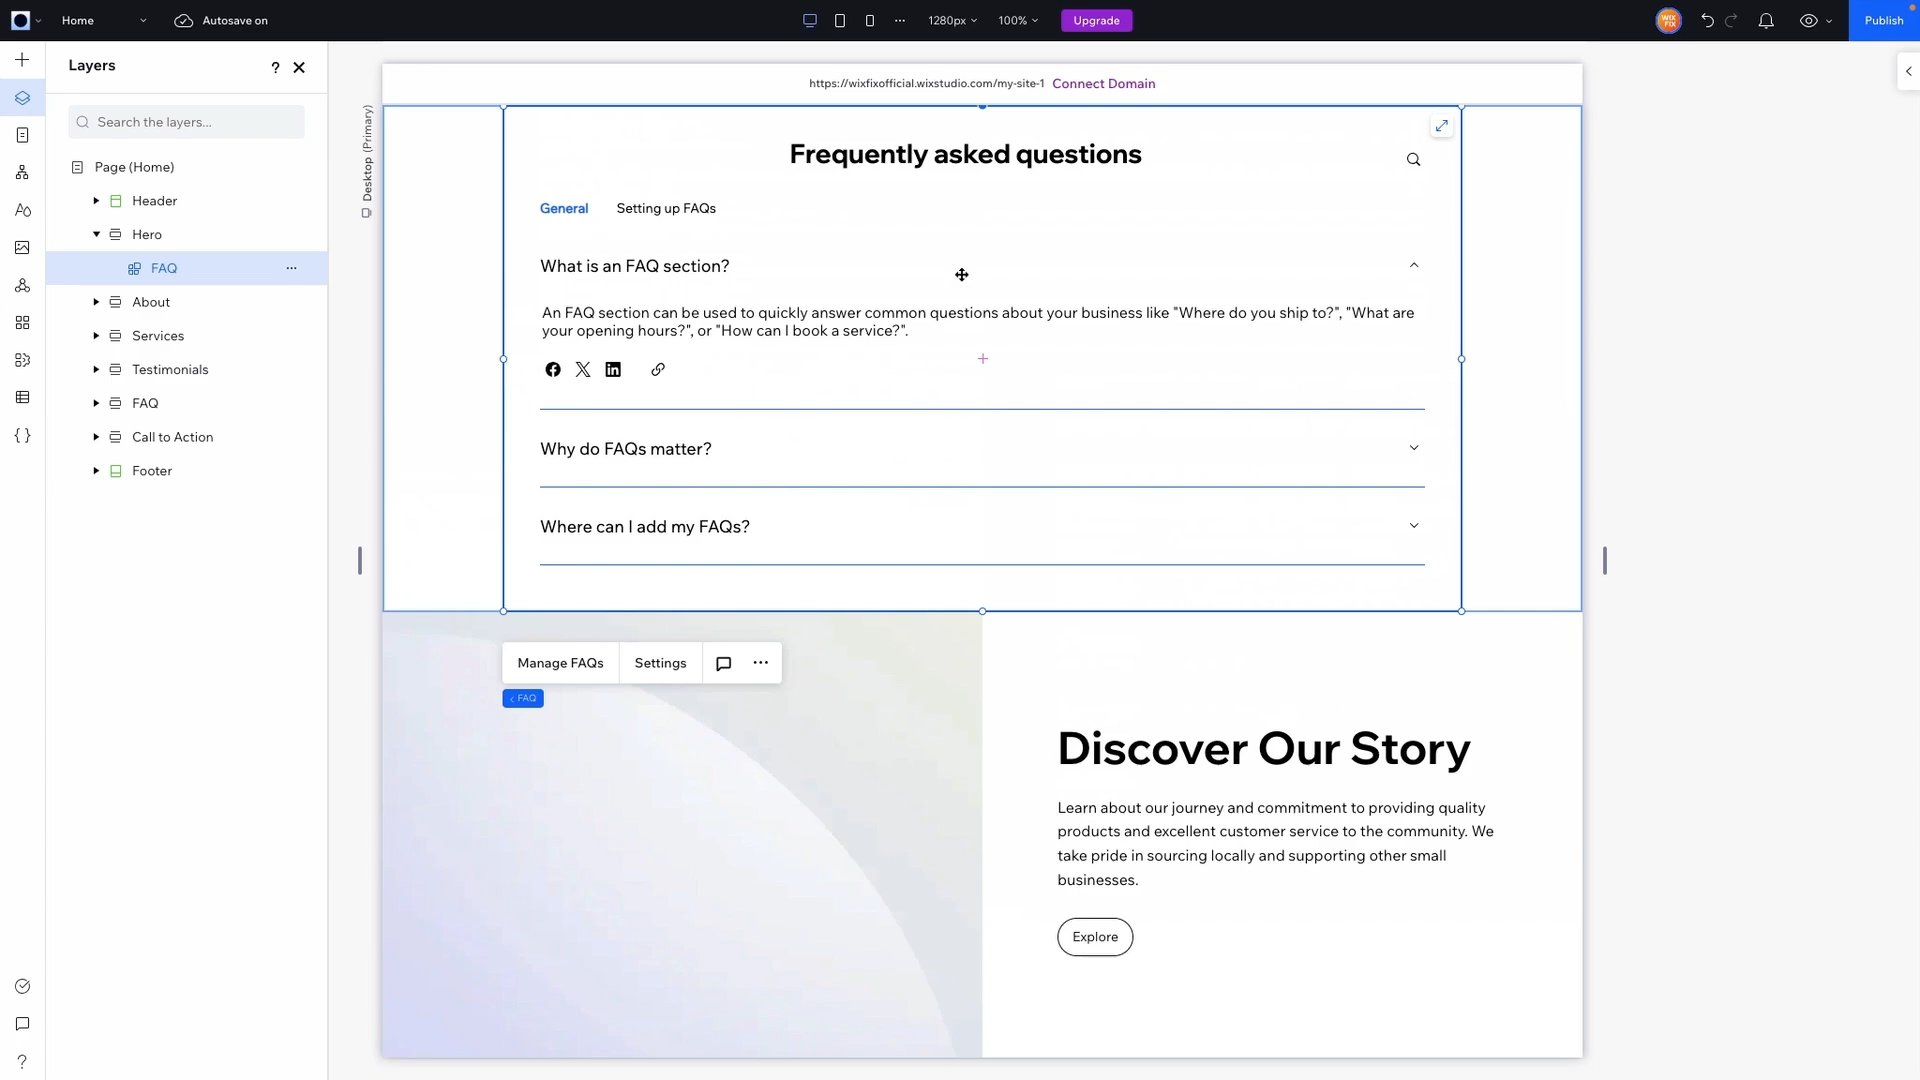 Home
Autosave on
1280px
100%
Upgrade
WIX
FIX
Publish
Layers
?
Search the layers...
Page (Home)
Header
Hero
FAQ
About
Services
Testimonials
FAQ
Call to Action
Footer
?
Desktop (Primary)
https://wixfixofficial.wixstudio.com/my-site-1 Connect Domain
Frequently asked questions
General Setting up FAQs
What is an FAQ section?
An FAQ section can be used to quickly answer common questions about your business like "Where do you ship to?", "What are
your opening hours?", or "How can I book a service?".
Why do FAQs matter?
Where can I add my FAQs?
Manage FAQs Settings
FAQ
Discover Our Story
Learn about our journey and commitment to providing quality
products and excellent customer service to the community. We
take pride in sourcing locally and supporting other small
businesses.
Explore